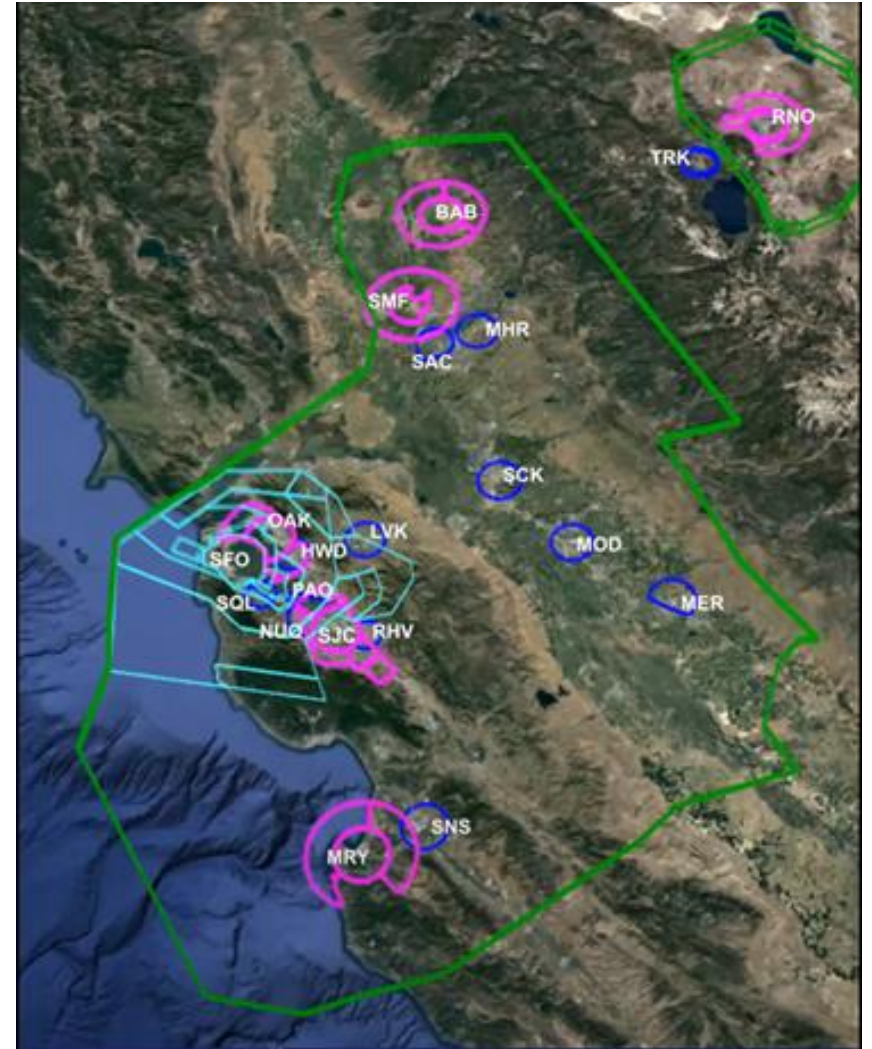 RNO
TRK
BAB
SMF
MHR
SAC
SCK
OAK
LVK
HWD
MOD
SFO
PAO
SQL
MER
NUQ
SJC
RHV
SNS
MRY